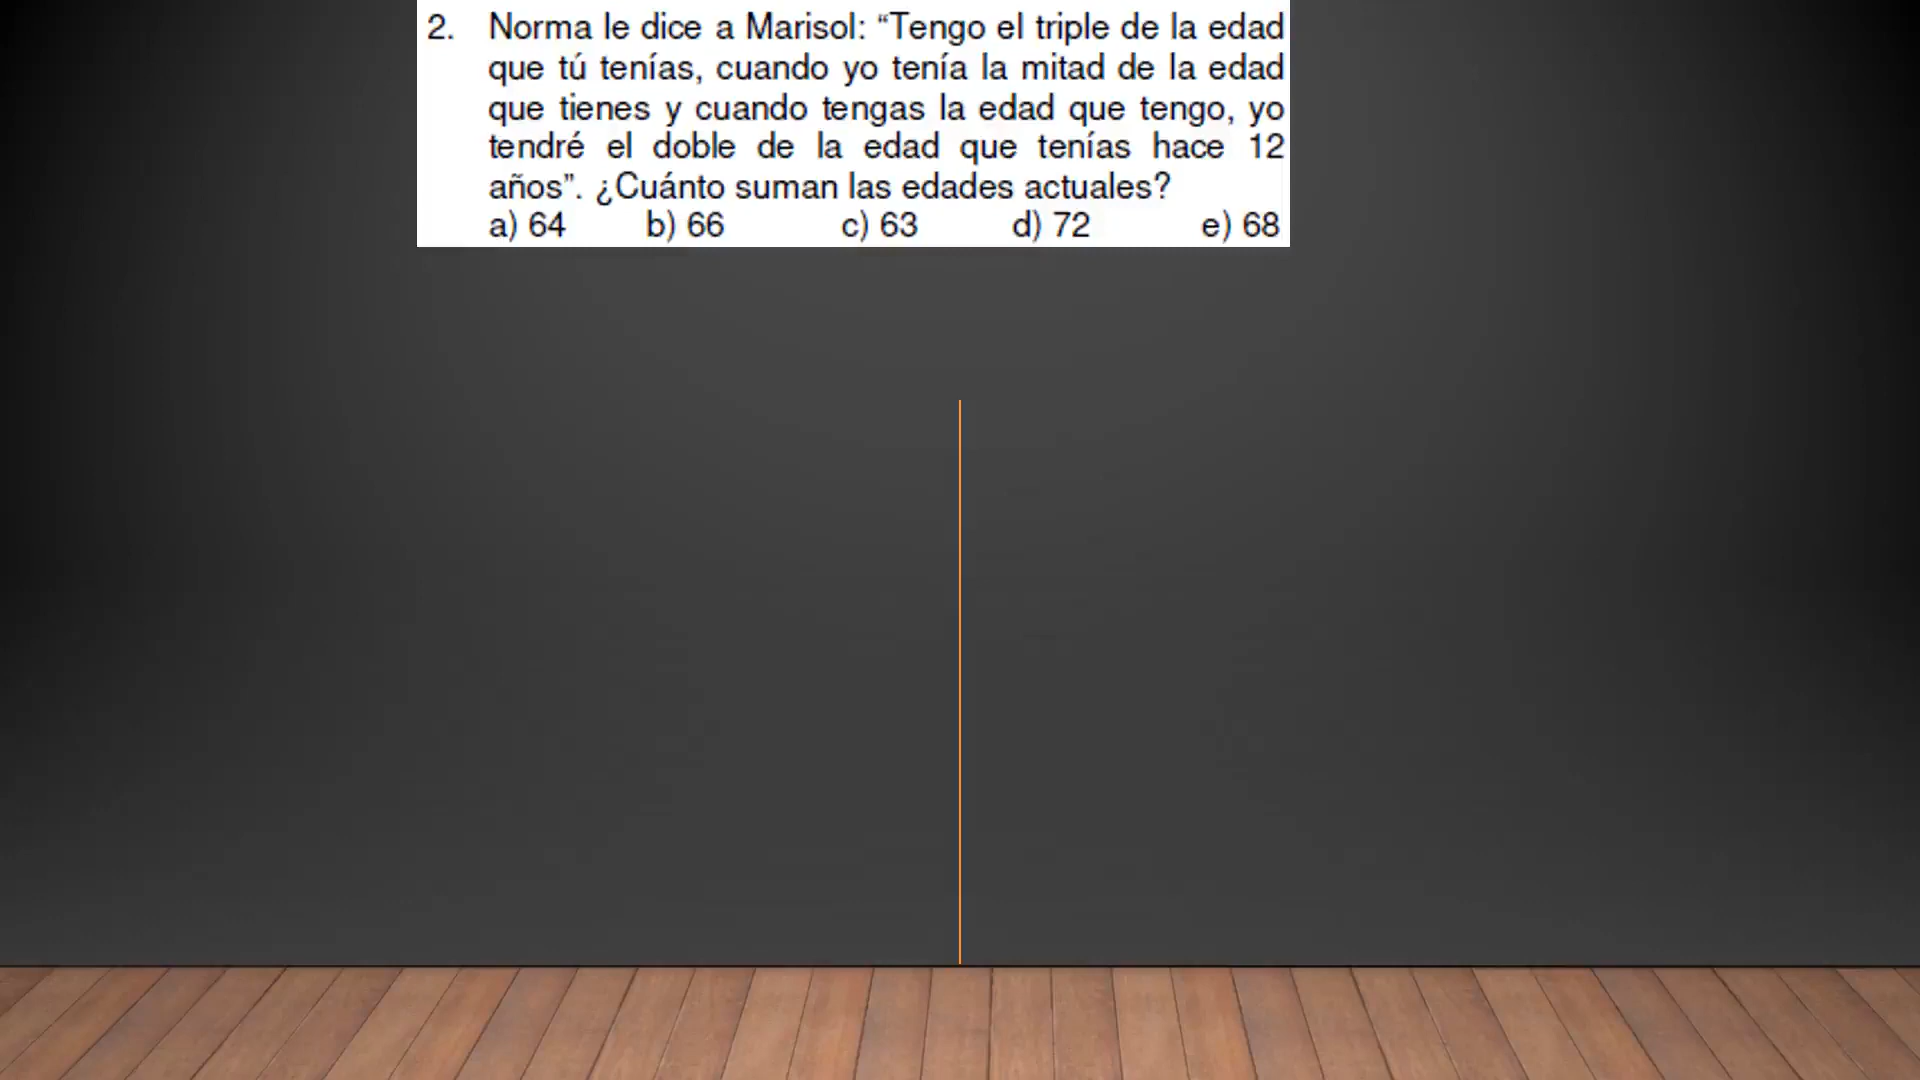 2. Norma le dice a Marisol: “Tengo el triple de la edad
que tú tenías, cuando yo tenía la mitad de la edad
que tienes y cuando tengas la edad que tengo, yo
tendré el doble de la edad que tenías hace 12
años”. ¿Cuánto suman las edades actuales?
a) 64 b) 66 c) 63 d) 72 e) 68